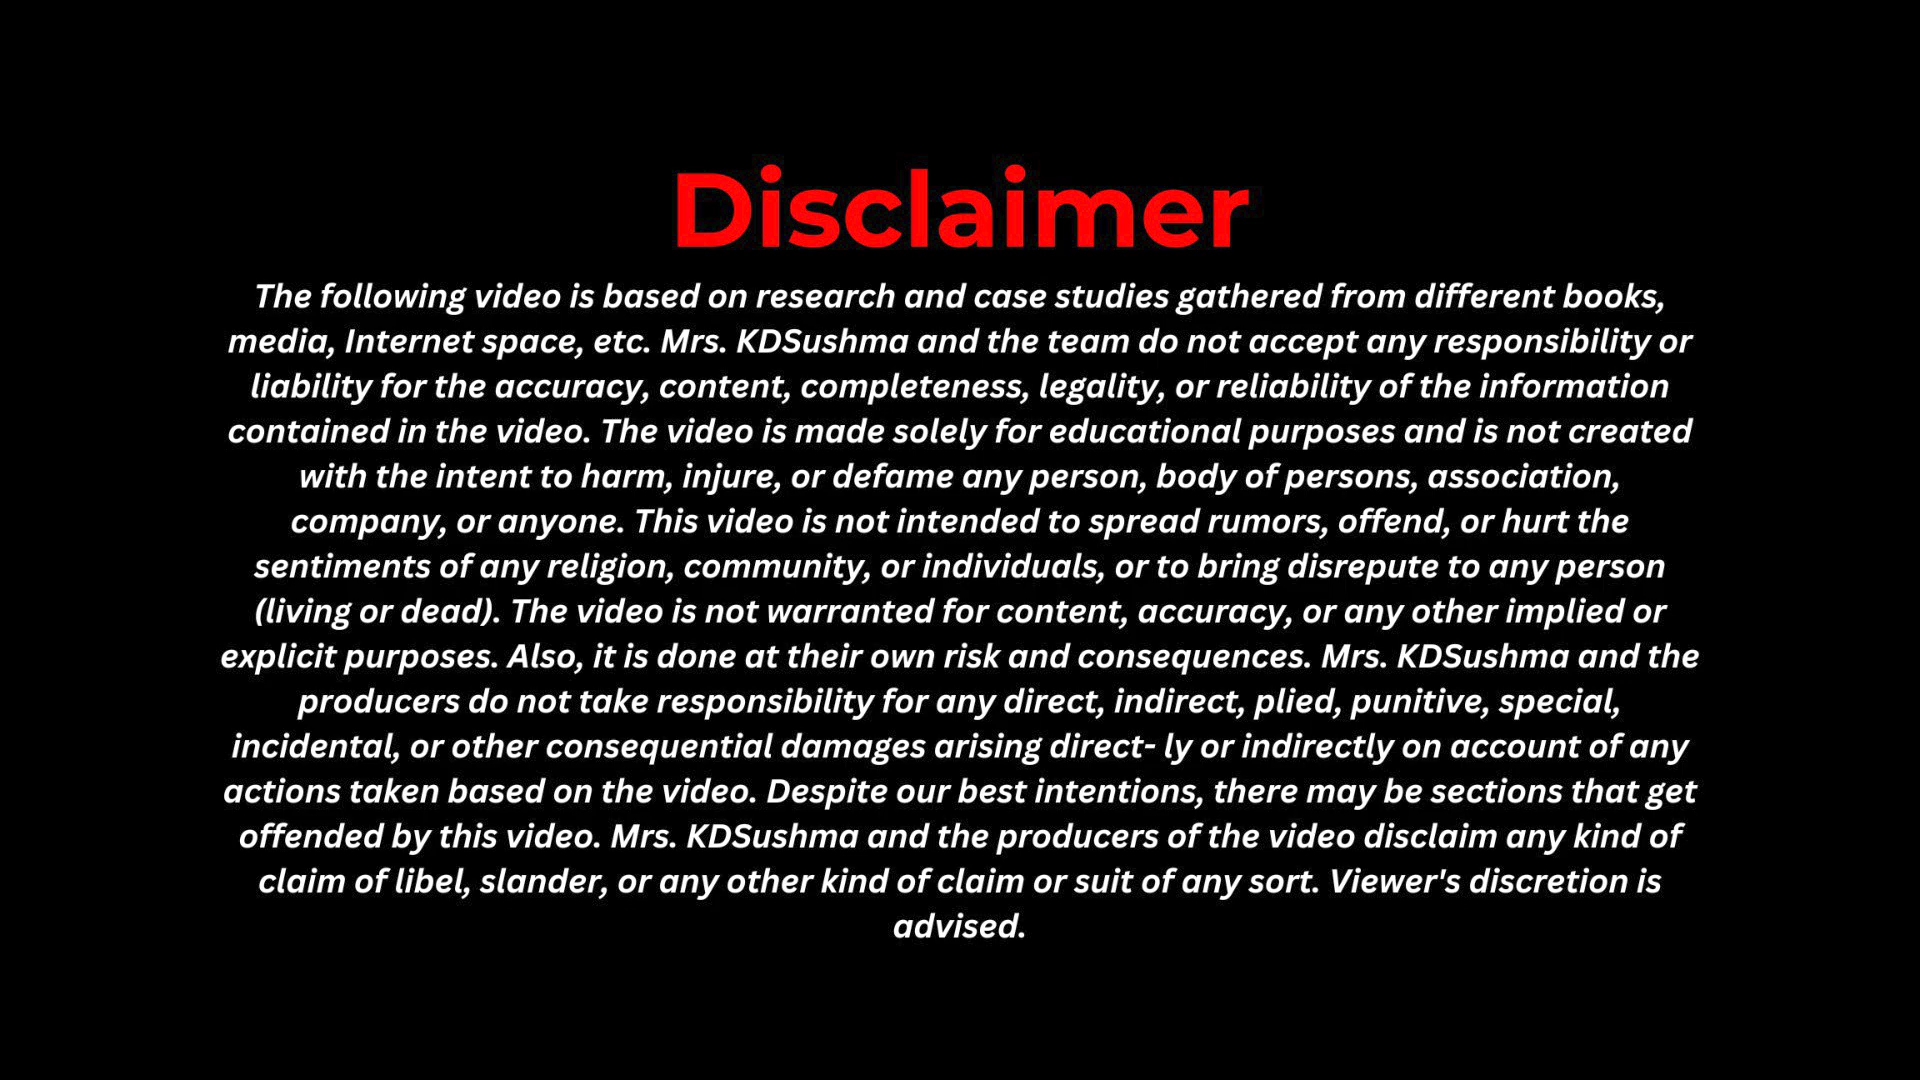 Disclaimer
The following video is based on research and case studies gathered from different books,
media, Internet space, etc. Mrs. KDSushma and the team do not accept any responsibility or
liability for the accuracy, content, completeness, legality, or reliability of the information
contained in the video. The video is made solely for educational purposes and is not created
with the intent to harm, injure, or defame any person, body of persons, association,
company, or anyone. This video is not intended to spread rumors, offend, or hurt the
sentiments of any religion, community, or individuals, or to bring disrepute to any person
(living or dead). The video is not warranted for content, accuracy, or any other implied or
explicit purposes. Also, it is done at their own risk and consequences. Mrs. KDSushma and the
producers do not take responsibility for any direct, indirect, plied, punitive, special,
incidental, or other consequential damages arising direct- ly or indirectly on account of any
actions taken based on the video. Despite our best intentions, there may be sections that get
offended by this video. Mrs. KDSushma and the producers of the video disclaim any kind of
claim of libel, slander, or any other kind of claim or suit of any sort. Viewer's discretion is
advised.